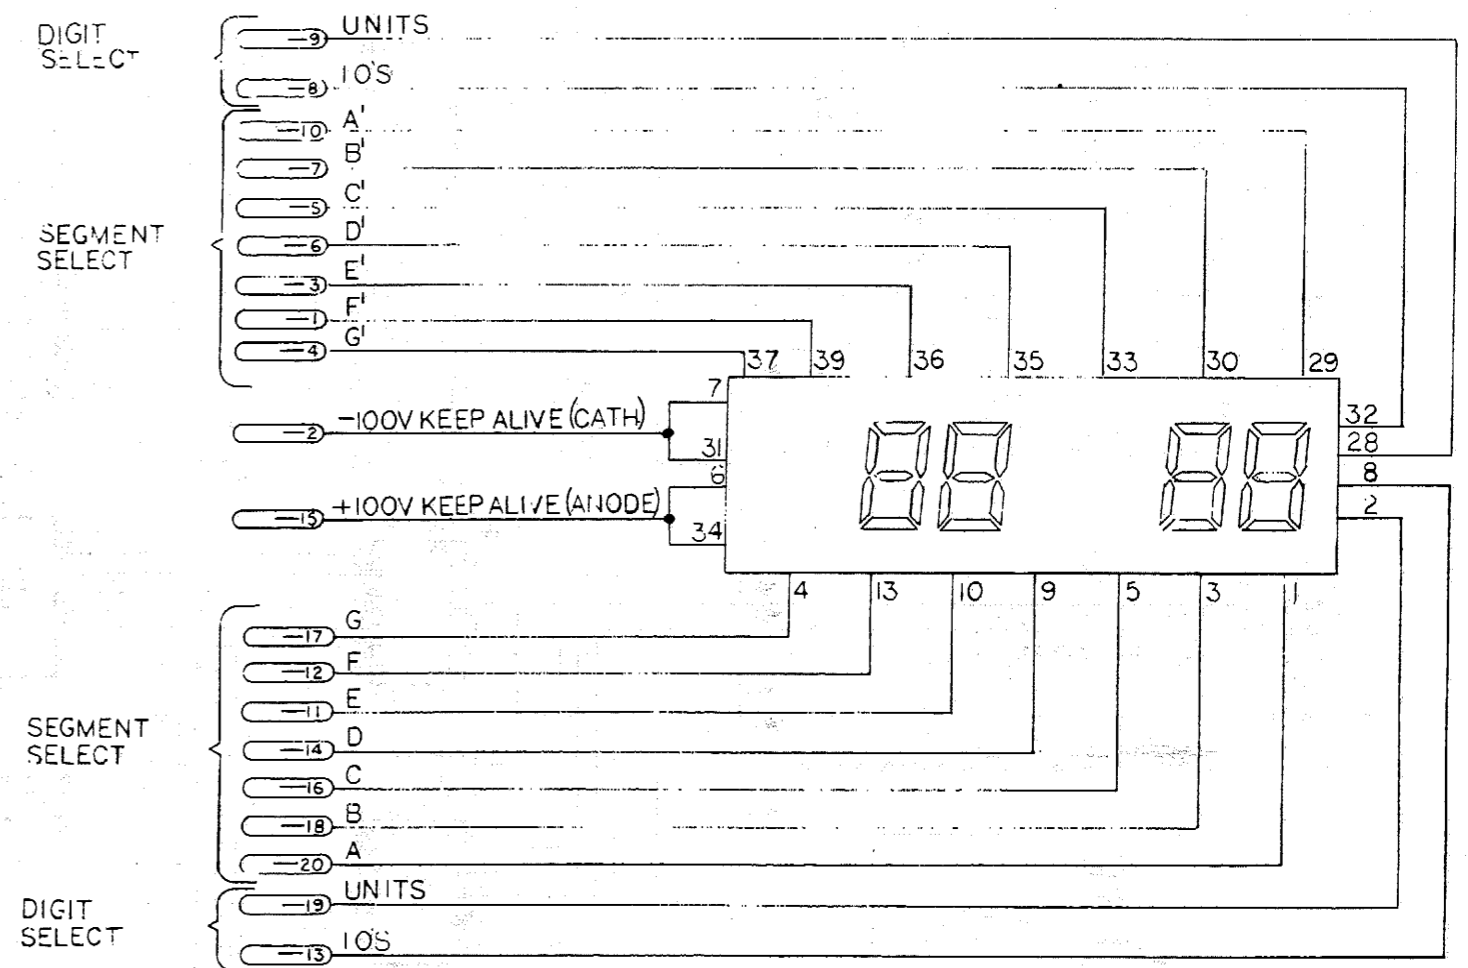 DIGIT
SELECT
9 UNITS
8 10'S
SEGMENT
SELECT
10 A'
7 B'
5 C'
6 D'
3 E'
1 F'
4 G'
37 39 36 35 33 30 29
2 -100V KEEP ALIVE (CATH)
7
31
15 +100V KEEP ALIVE (ANODE)
6
34
32
28
8
2
4 13 10 9 5 3 1
SEGMENT
SELECT
17 G
12 F
11 E
14 D
16 C
18 B
20 A
DIGIT
SELECT
19 UNITS
13 10'S